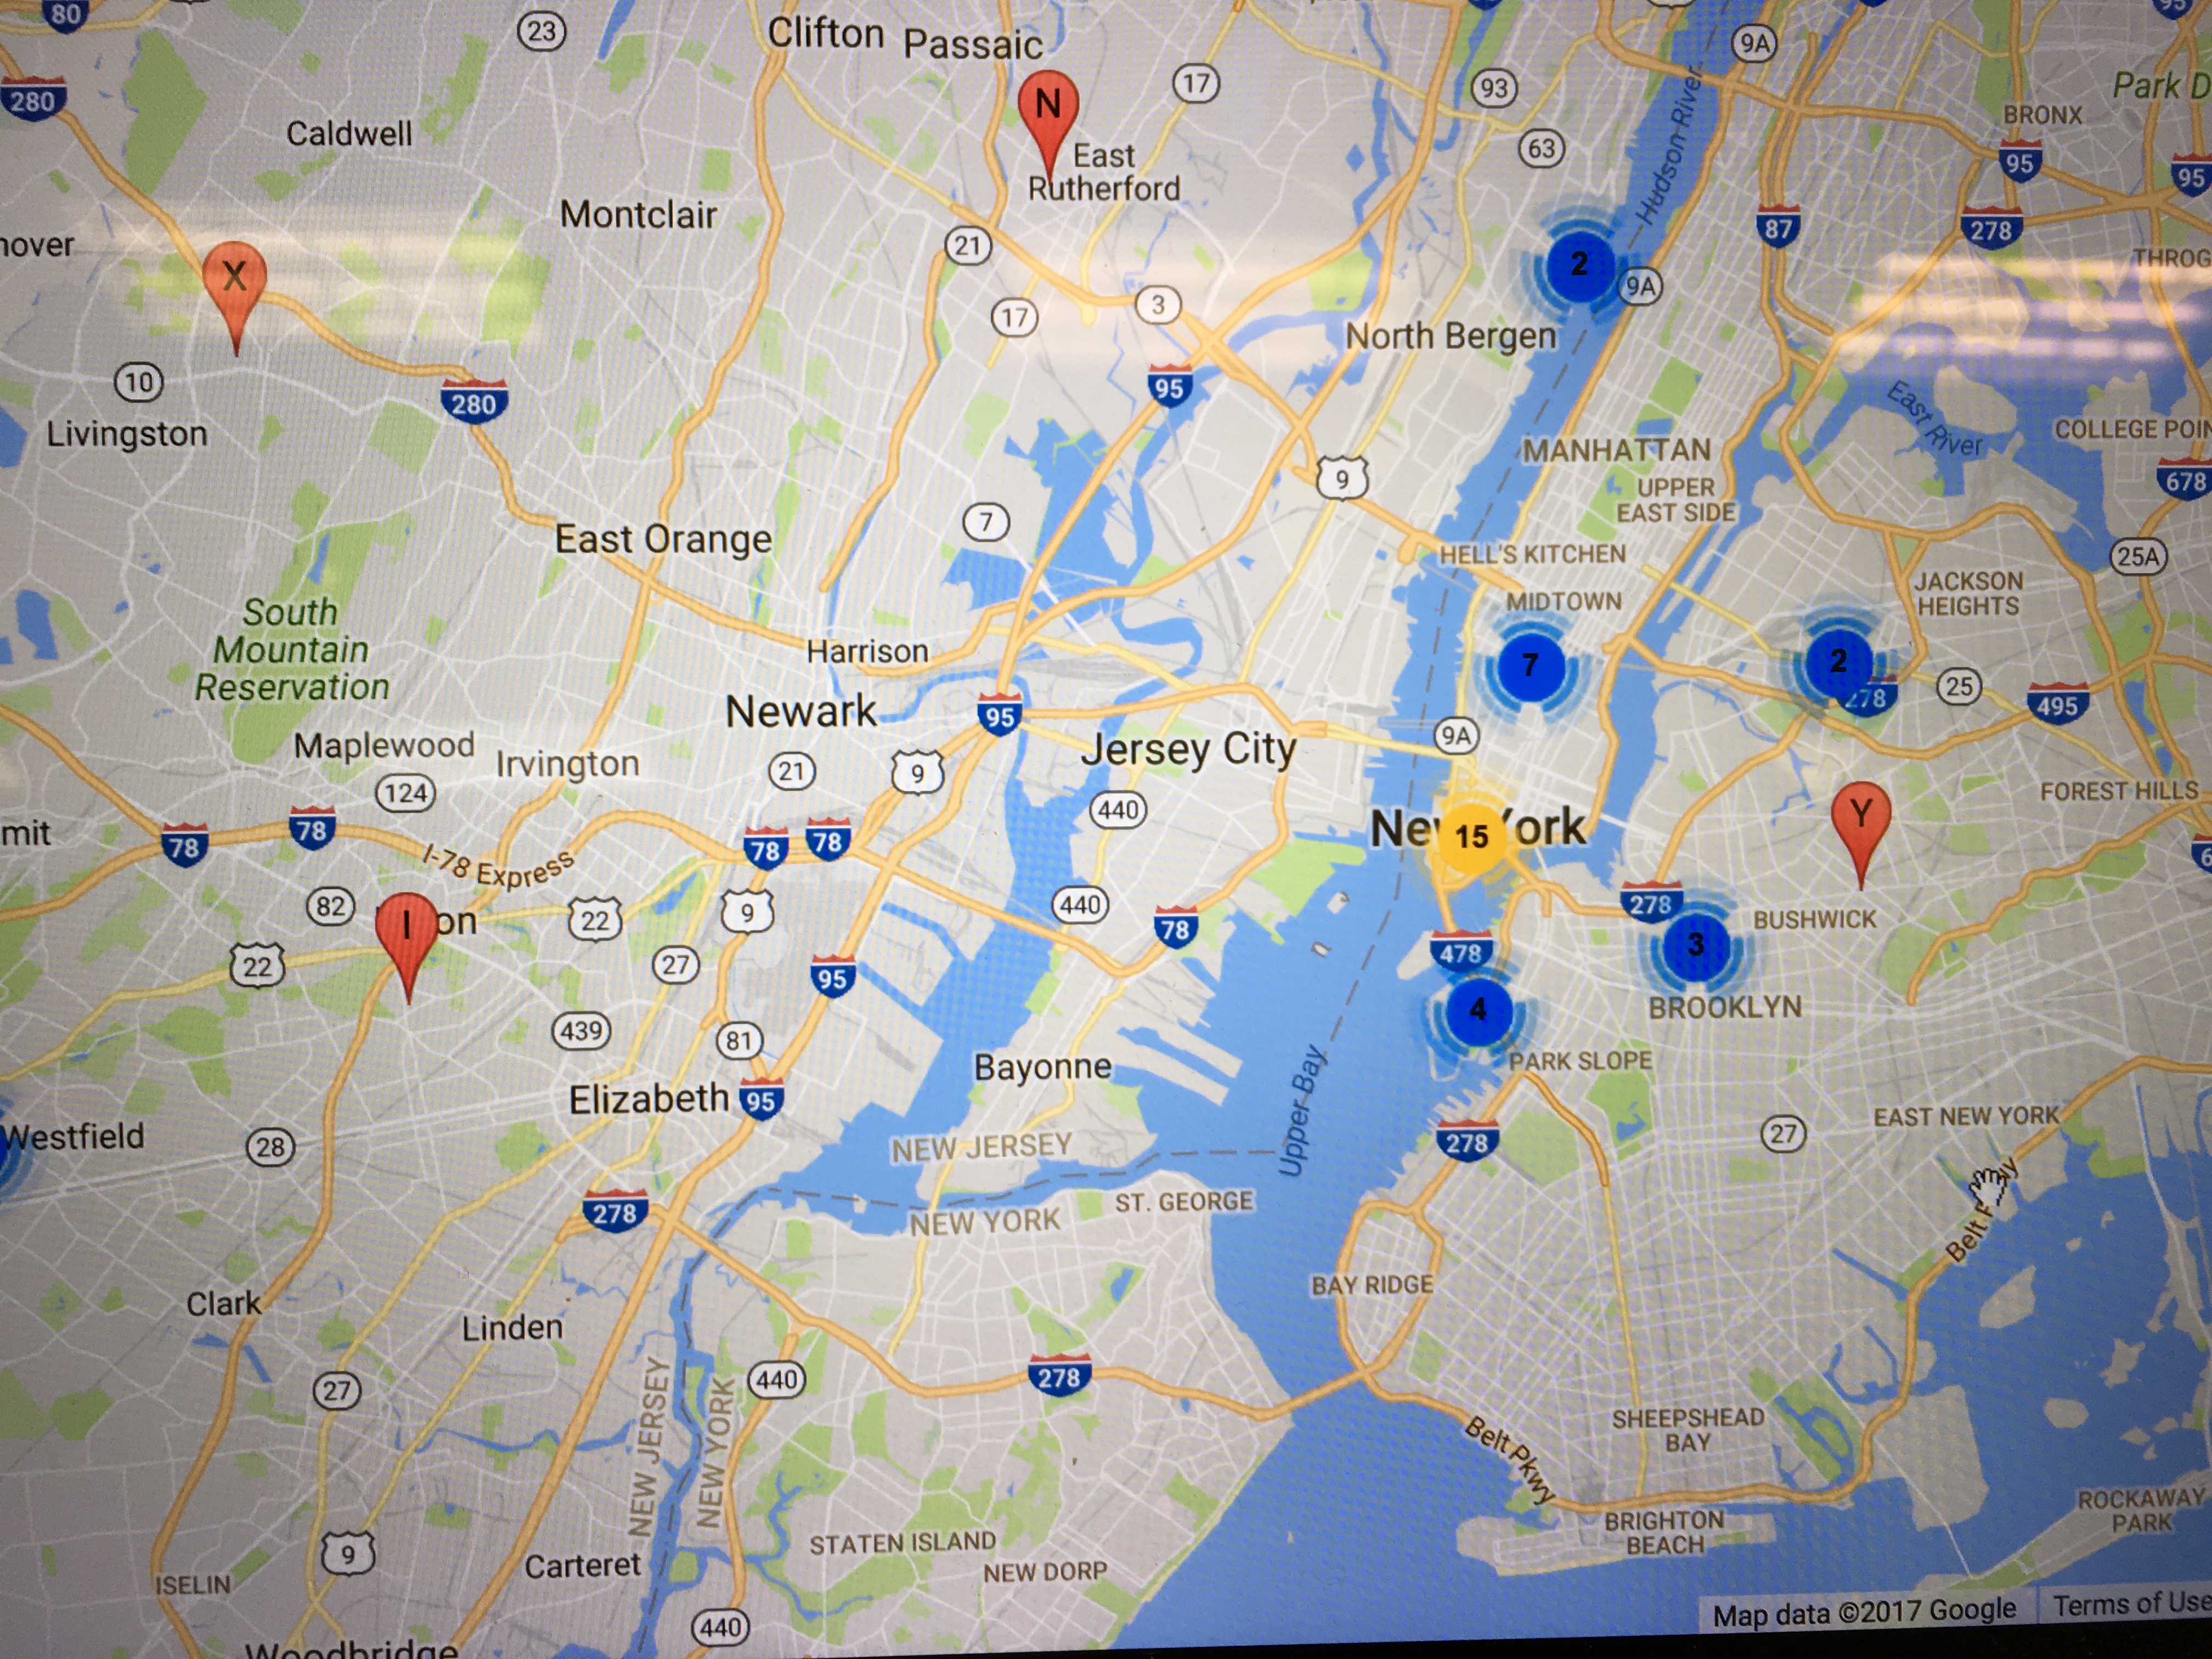 80
23
Clifton
Passaic
17
93
9A
95
Park D
280
N
BRONX
Caldwell
63
95
95
East
Rutherford
Hudson River
Montclair
87
278
nover
21
2
THROG
X
9A
17
3
North Bergen
10
95
280
East River
Livingston
MANHATTAN
COLLEGE POIN
9
678
UPPER
EAST SIDE
7
East Orange
HELL'S KITCHEN
25A
JACKSON
HEIGHTS
MIDTOWN
South
Mountain
Reservation
Harrison
7
2
278
25
495
Newark
95
Jersey City
9A
Maplewood
Irvington
21
9
124
440
FOREST HILLS
mit
78
78
78
78
New York
15
Y
6
I-78 Express
82
I
on
22
9
440
78
278
BUSHWICK
22
27
95
478
3
439
81
4
BROOKLYN
PARK SLOPE
Bayonne
Upper Bay
Elizabeth
95
Westfield
28
278
27
EAST NEW YORK
NEW JERSEY
NEW YORK
ST. GEORGE
278
Belt
Clark
Linden
BAY RIDGE
27
440
278
NEW JERSEY
NEW YORK
SHEEPSHEAD
BAY
Belt Pkwy
ROCKAWAY
PARK
BRIGHTON
BEACH
9
STATEN ISLAND
Carteret
NEW DORP
ISELIN
440
Woodbridge
Map data ©2017 Google
Terms of Use